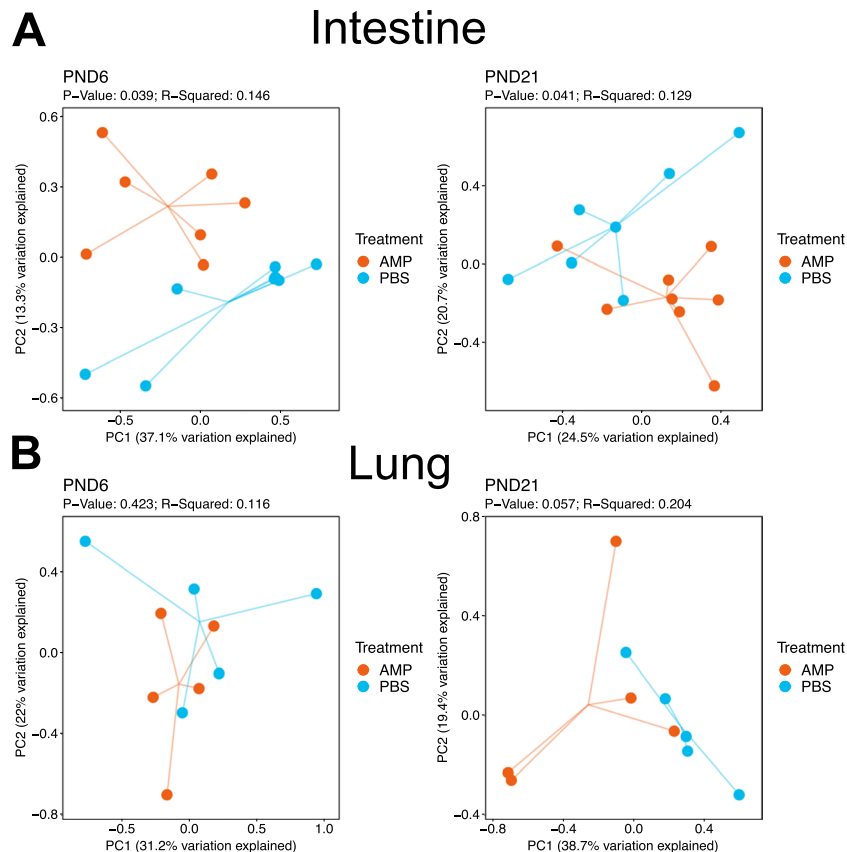 A
Intestine
PND6
P-Value: 0.039; R-Squared: 0.146
PC2 (13.3% variation explained)
0.6
0.3
0.0
−0.3
−0.6
−0.5
0.0
0.5
PC1 (37.1% variation explained)
Treatment
AMP
PBS
PND21
P-Value: 0.041; R-Squared: 0.129
PC2 (20.7% variation explained)
0.4
0.0
−0.4
−0.4
0.0
0.4
PC1 (24.5% variation explained)
Treatment
AMP
PBS
B
Lung
PND6
P-Value: 0.423; R-Squared: 0.116
PC2 (22% variation explained)
0.4
0.0
−0.4
−0.8
−0.5
0.0
0.5
1.0
PC1 (31.2% variation explained)
Treatment
AMP
PBS
PND21
P-Value: 0.057; R-Squared: 0.204
PC2 (19.4% variation explained)
0.8
0.4
0.0
−0.4
−0.8
−0.4
0.0
0.4
PC1 (38.7% variation explained)
Treatment
AMP
PBS